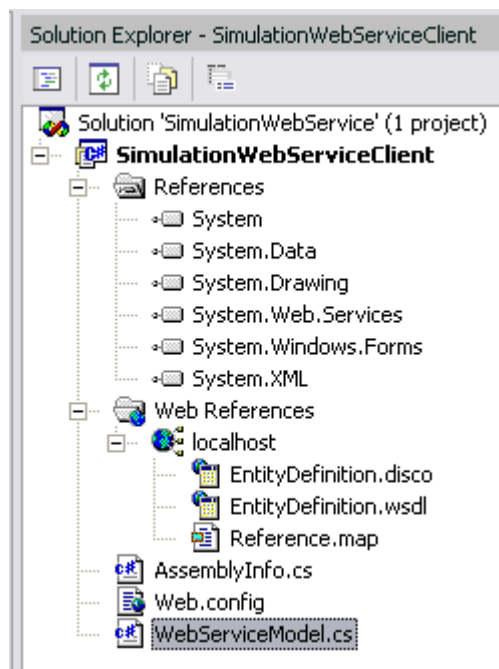 Solution Explorer - SimulationWebServiceClient
Solution 'SimulationWebService' (1 project)
SimulationWebServiceClient
References
System
System.Data
System.Drawing
System.Web.Services
System.Windows.Forms
System.XML
Web References
localhost
EntityDefinition.disco
EntityDefinition.wsdl
Reference.map
AssemblyInfo.cs
Web.config
WebServiceModel.cs